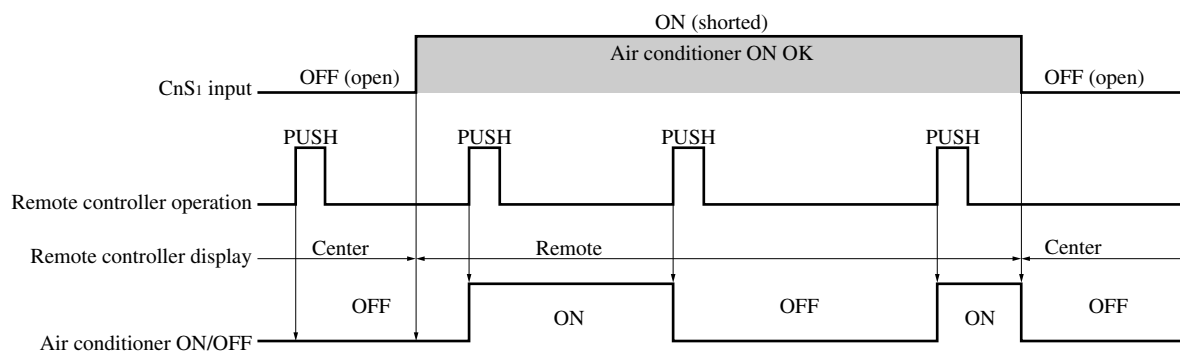 ON (shorted)
Air conditioner ON OK
OFF (open)
OFF (open)
CnS1 input
PUSH
PUSH
PUSH
PUSH
Remote controller operation
Remote controller display
Center
Remote
Center
OFF
ON
OFF
ON
OFF
Air conditioner ON/OFF